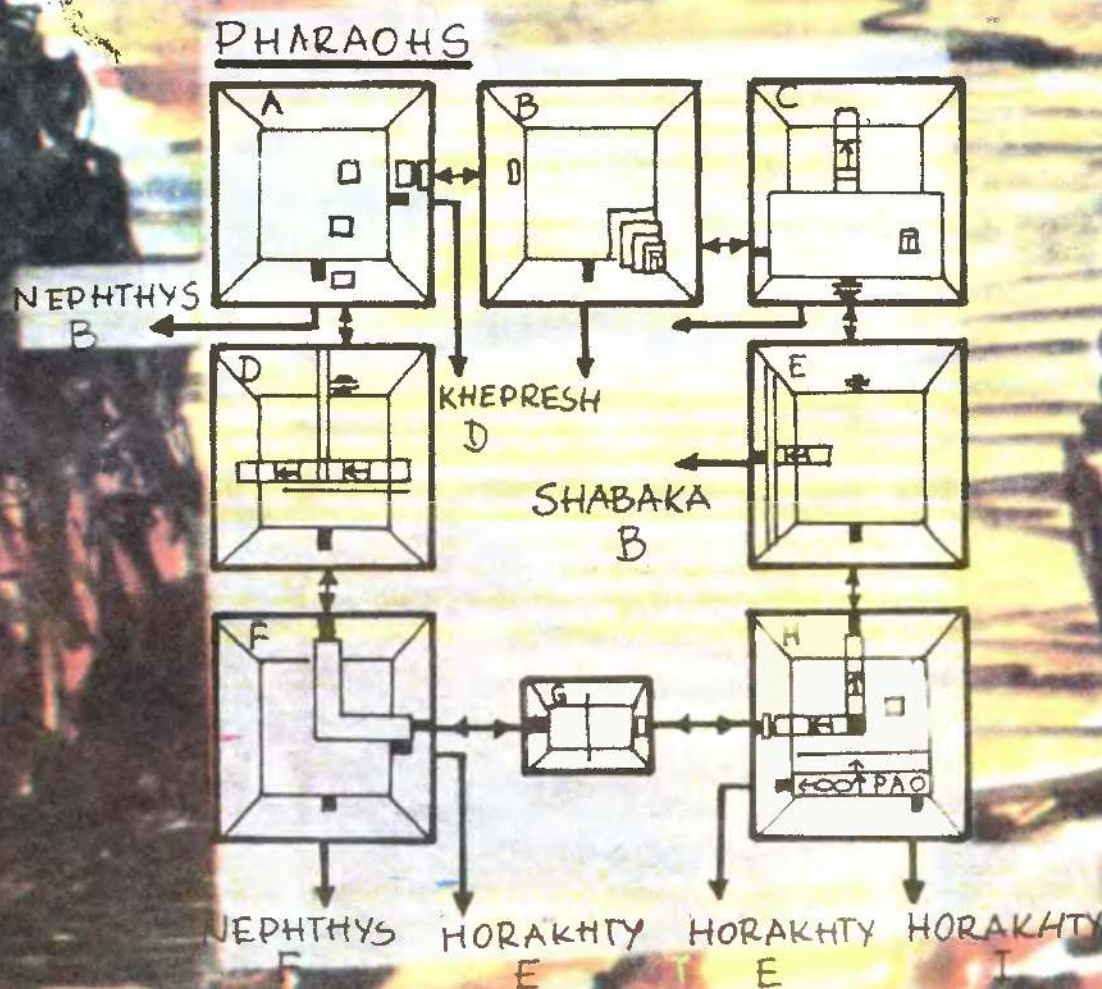 PHARAOHS
A
B
C
NEPHTHYS
B
D
E
KHEPRESH
D
SHABAKA
B
F
G
H
PAO
NEPHTHYS
F
HORAKHTY
E
HORAKHTY
E
HORAKHTY
I